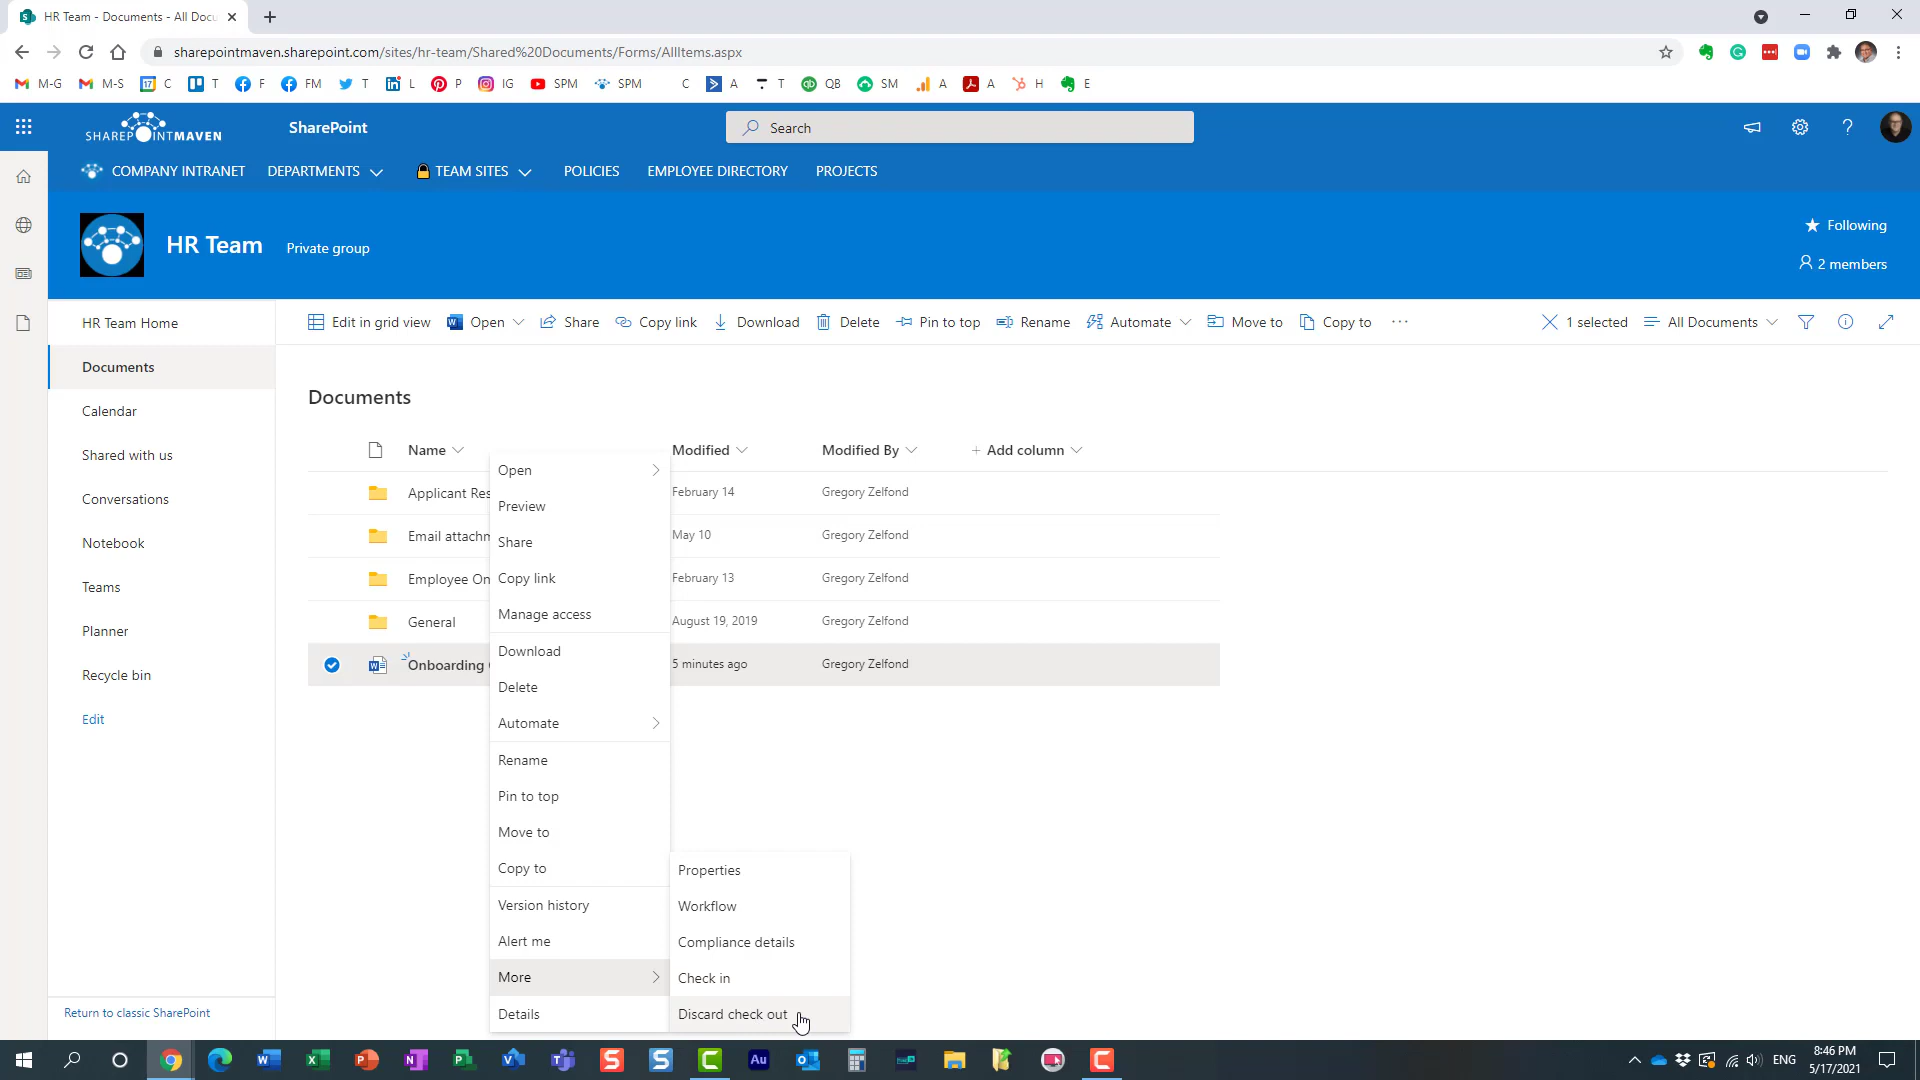 HR Team - Documents - All Docu
sharepointmaven.sharepoint.com/sites/hr-team/Shared%20Documents/Forms/AllItems.aspx
M-G M-S C T F FM T L P IG SPM SPM C A T QB SM A A H E
SHAREPOINTMAVEN SharePoint Search
COMPANY INTRANET DEPARTMENTS TEAM SITES POLICIES EMPLOYEE DIRECTORY PROJECTS
HR Team Private group
Following
2 members
HR Team Home
Documents
Calendar
Shared with us
Conversations
Notebook
Teams
Planner
Recycle bin
Edit
Return to classic SharePoint
Edit in grid view Open Share Copy link Download Delete Pin to top Rename Automate Move to Copy to ... 1 selected All Documents
Documents
Name Modified Modified By + Add column
Applicant Res February 14 Gregory Zelfond
Email attachm May 10 Gregory Zelfond
Employee On February 13 Gregory Zelfond
General August 19, 2019 Gregory Zelfond
Onboarding 5 minutes ago Gregory Zelfond
Open
Preview
Share
Copy link
Manage access
Download
Delete
Automate
Rename
Pin to top
Move to
Copy to
Version history
Alert me
More
Details
Properties
Workflow
Compliance details
Check in
Discard check out
ENG 8:46 PM
5/17/2021